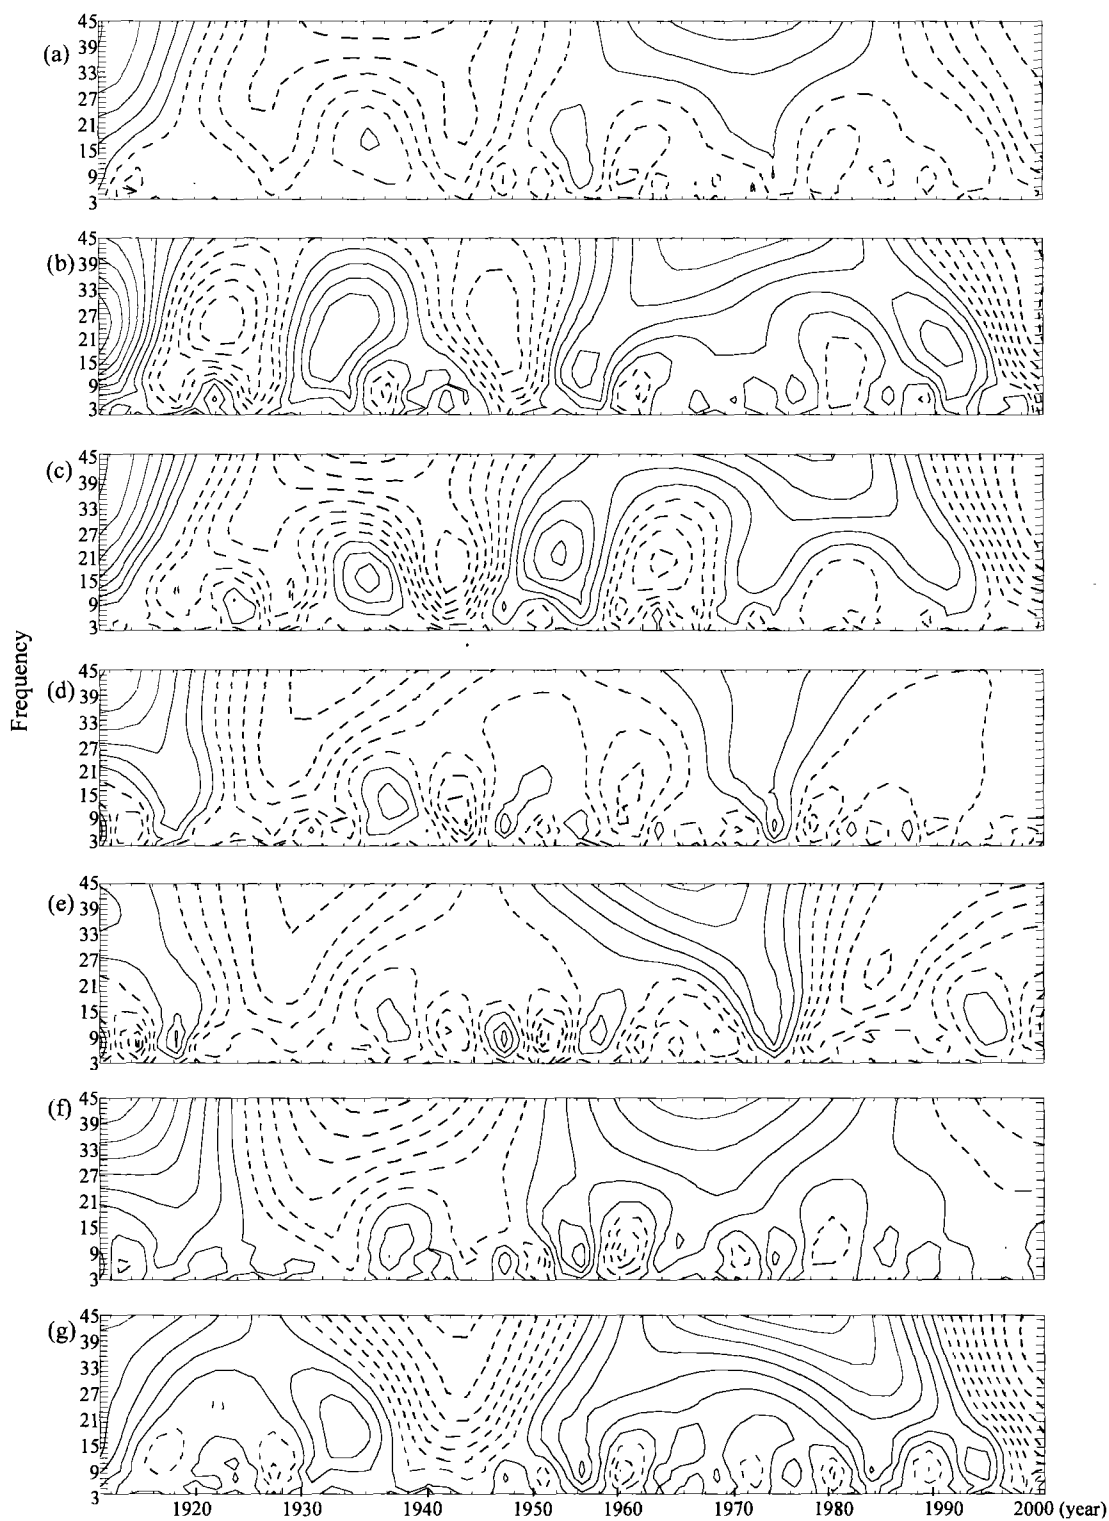 (a) 45 39 33 27 21 15 9 3
(b) 45 39 33 27 21 15 9 3
(c) 45 39 33 27 21 15 9 3
Frequency
(d) 45 39 33 27 21 15 9 3
(e) 45 39 33 27 21 15 9 3
(f) 45 39 33 27 21 15 9 3
(g) 45 39 33 27 21 15 9 3
1920 1930 1940 1950 1960 1970 1980 1990 2000 (year)